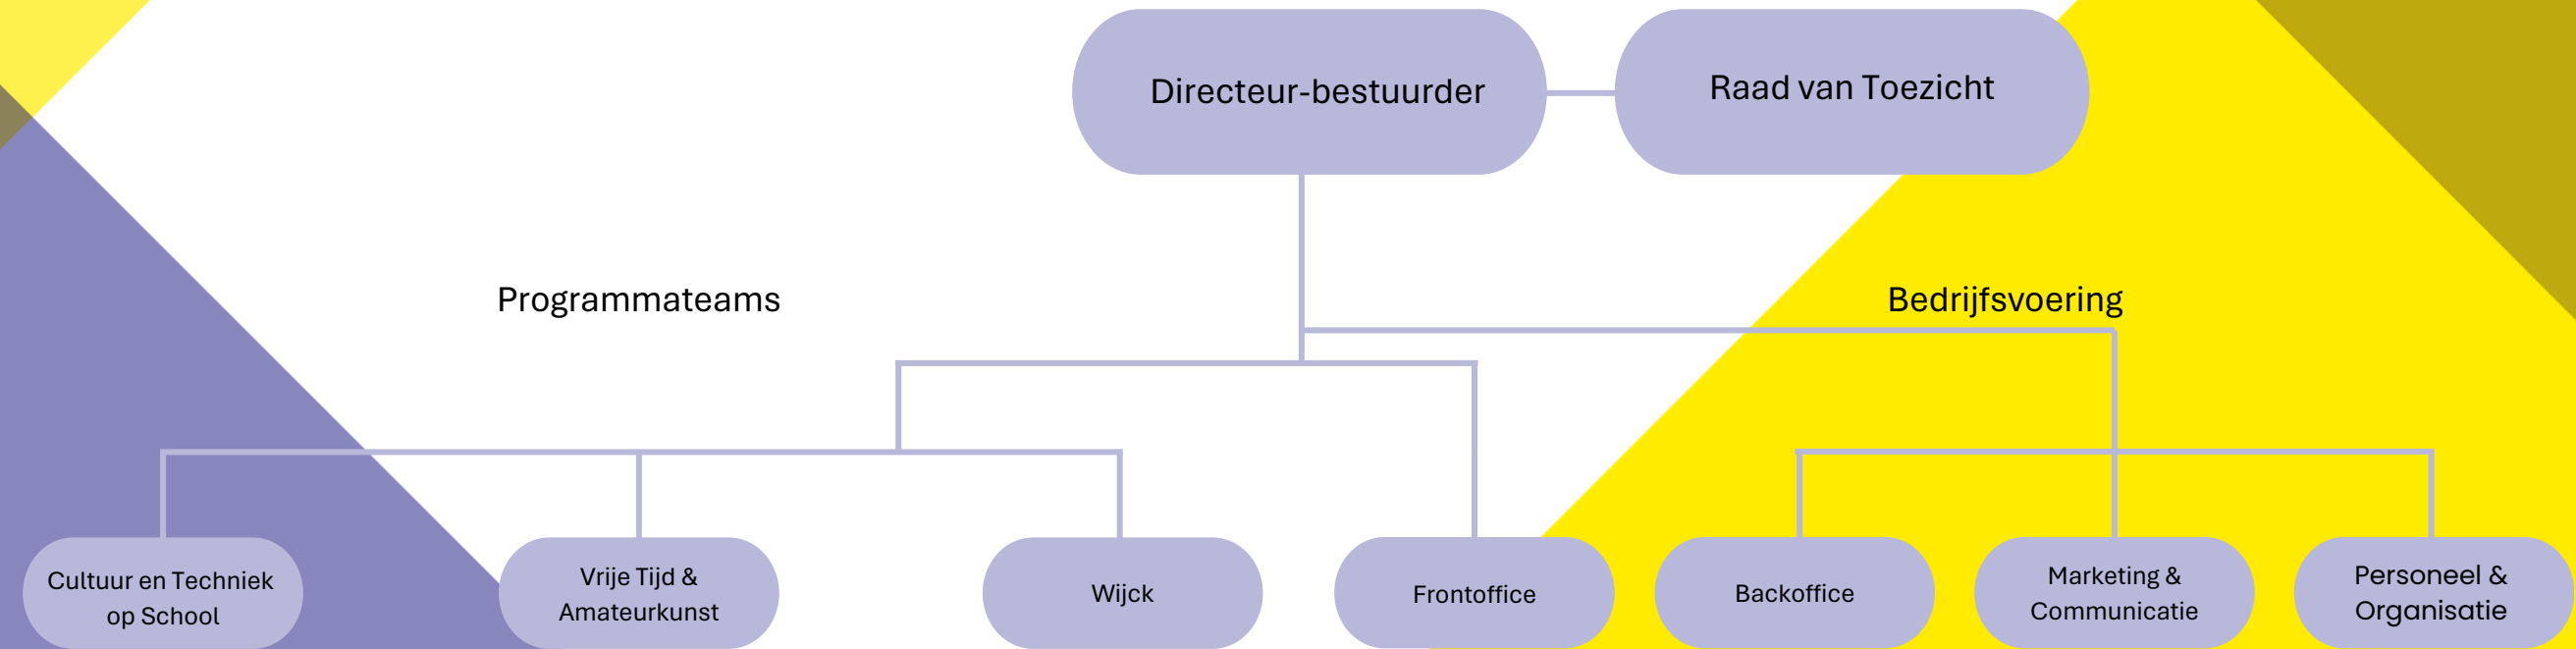 Directeur-bestuurder
Raad van Toezicht
Programmateams
Bedrijfsvoering
Cultuur en Techniek
op School
Vrije Tijd &
Amateurkunst
Wijck
Frontoffice
Backoffice
Marketing &
Communicatie
Personeel &
Organisatie